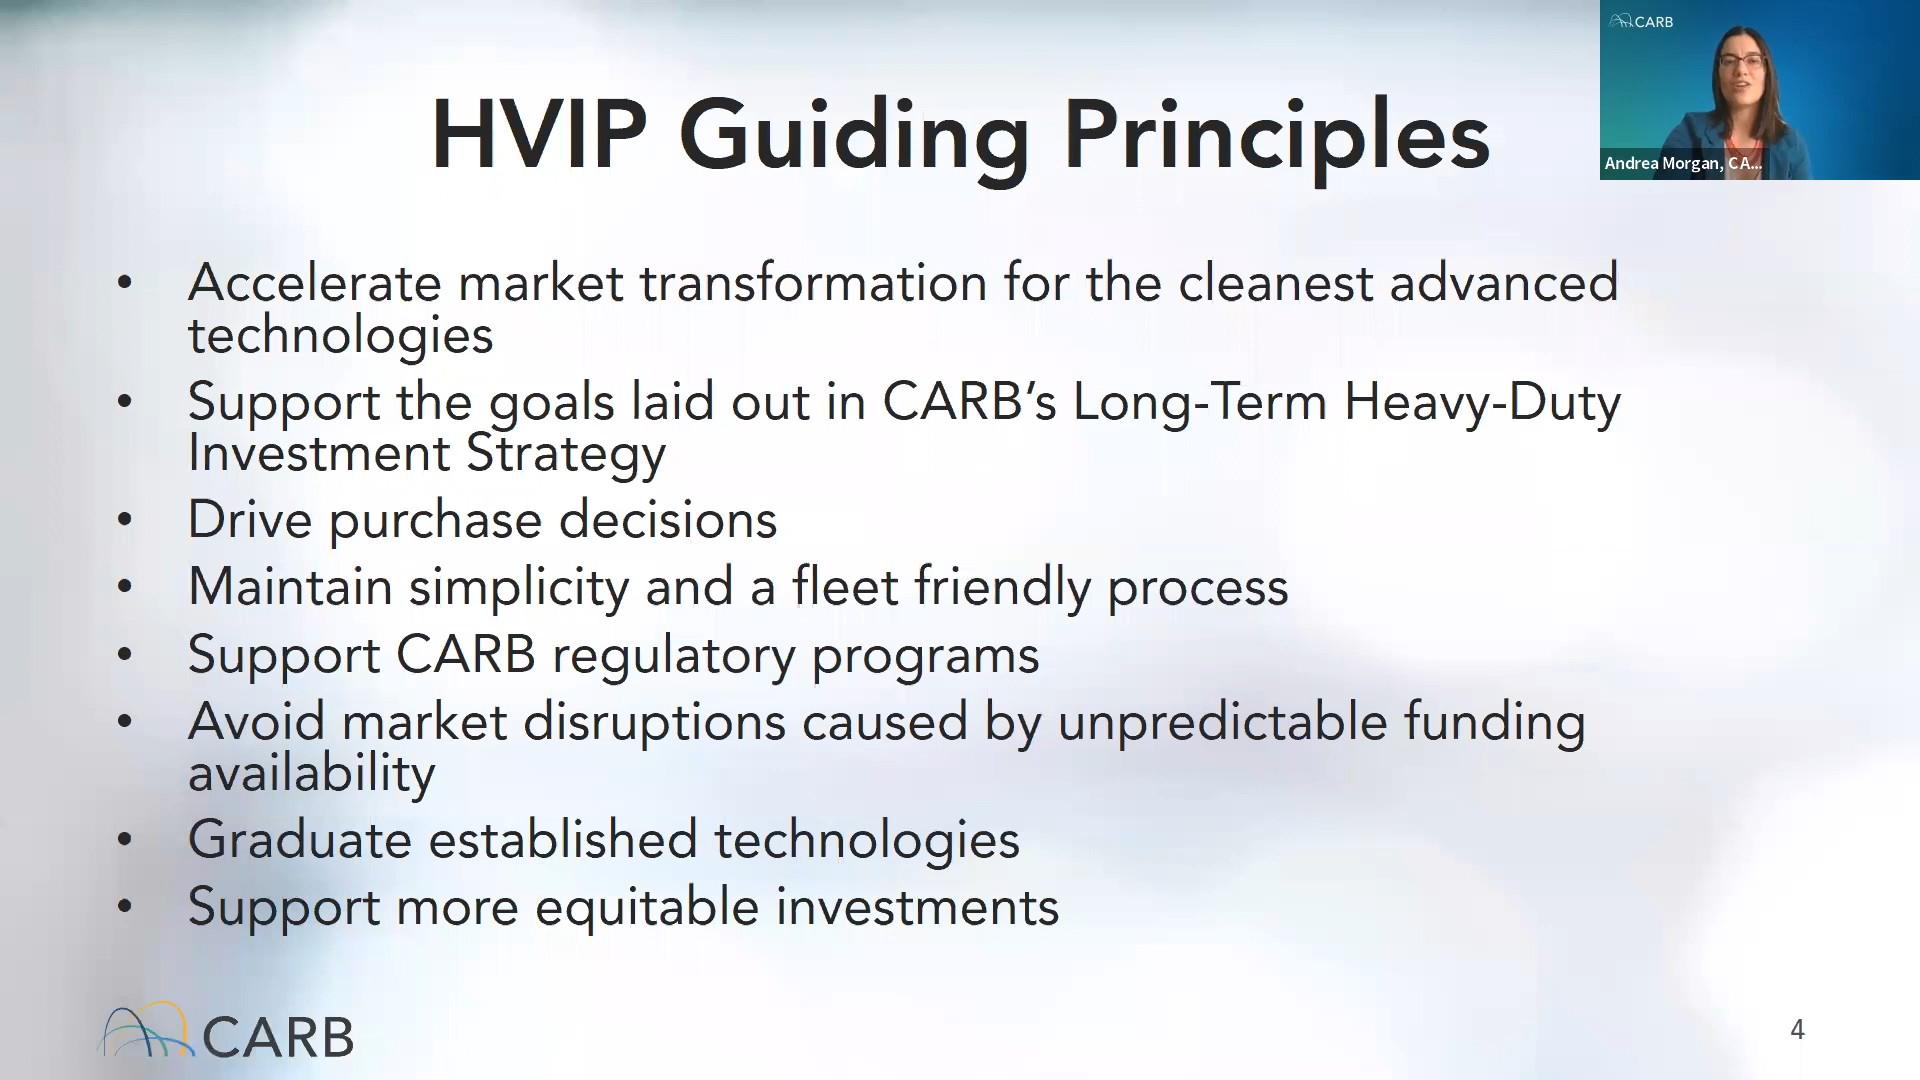 CARB
HVIP Guiding Principles
Andrea Morgan, CA...
• Accelerate market transformation for the cleanest advanced
technologies
• Support the goals laid out in CARB’s Long-Term Heavy-Duty
Investment Strategy
• Drive purchase decisions
• Maintain simplicity and a fleet friendly process
• Support CARB regulatory programs
• Avoid market disruptions caused by unpredictable funding
availability
• Graduate established technologies
• Support more equitable investments
CARB
4